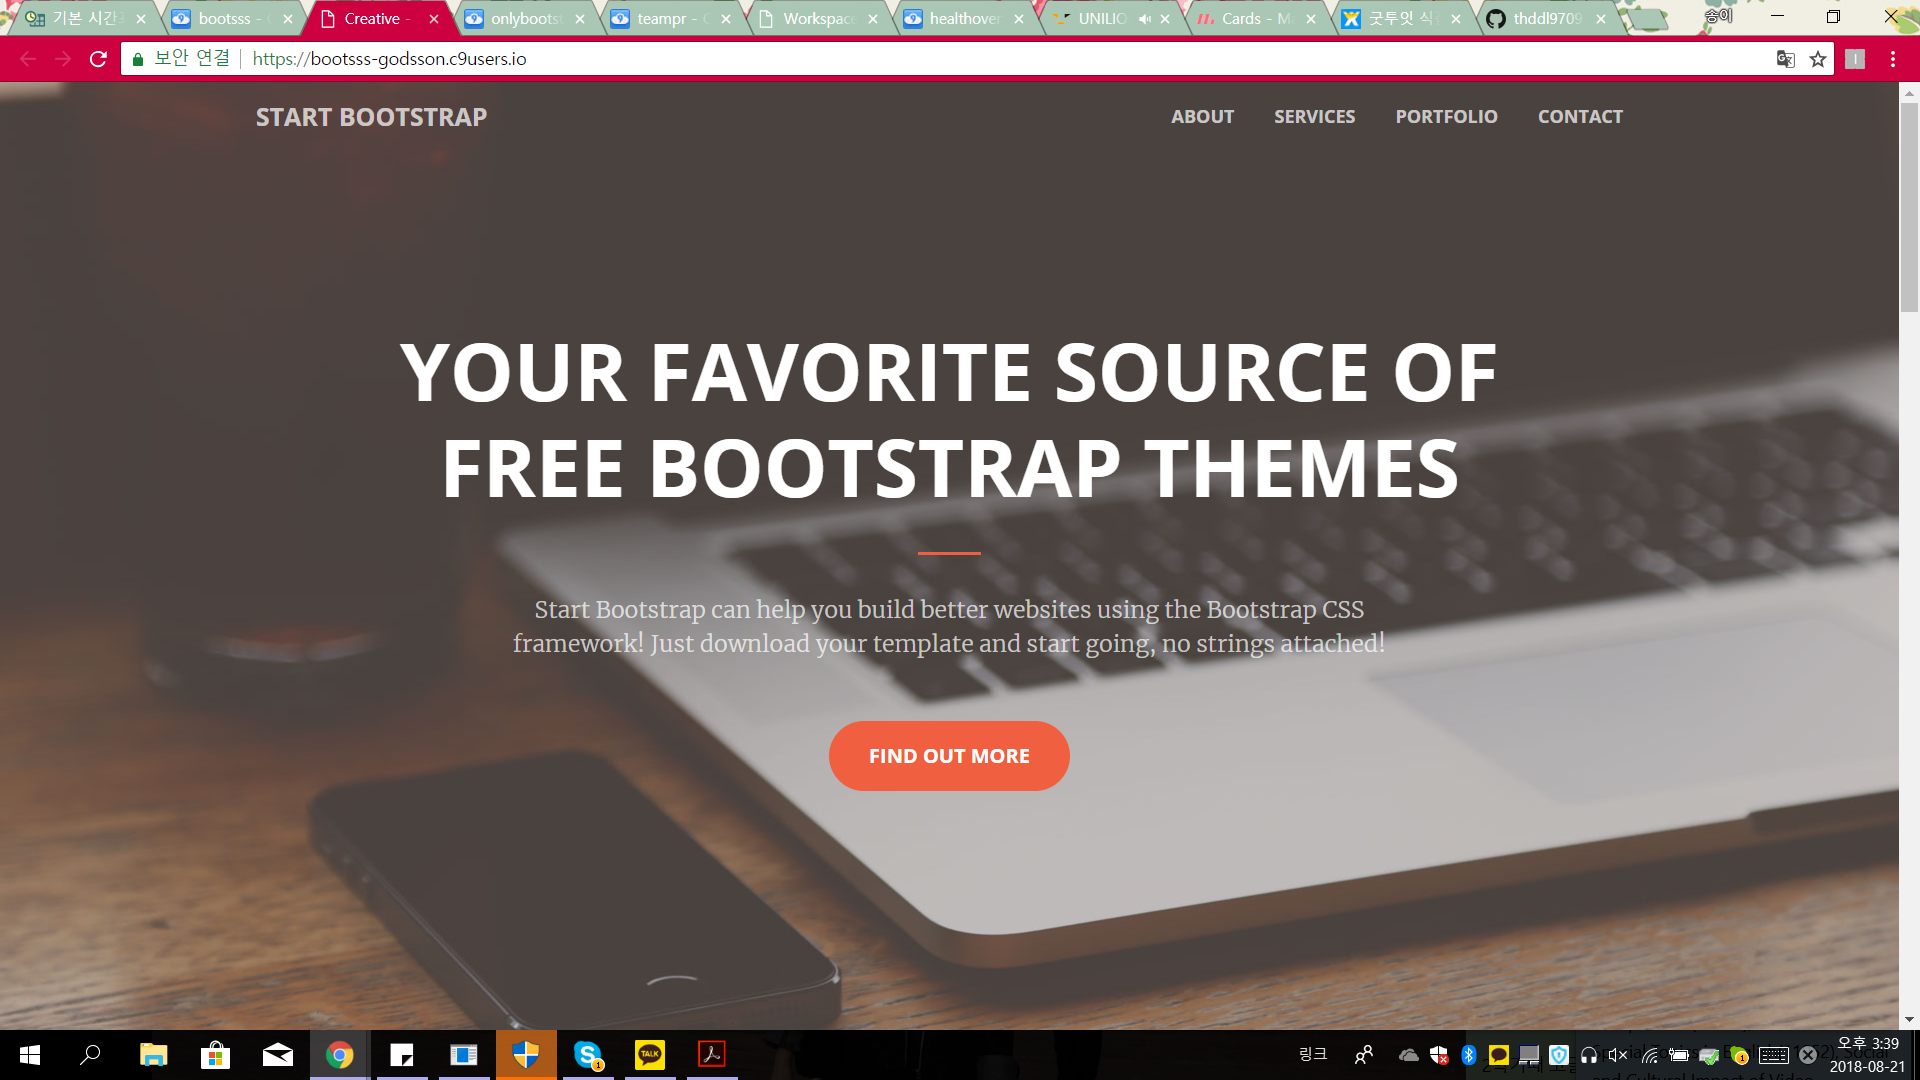 기본 시간
bootsss -
Creative -
onlyboots
teampr -
Workspace
healthover
UNILIO
Cards - M
굿투잇 식
thddl9709
송이
보안 연결 https://bootsss-godsson.c9users.io
START BOOTSTRAP
ABOUT SERVICES PORTFOLIO CONTACT
YOUR FAVORITE SOURCE OF
FREE BOOTSTRAP THEMES
Start Bootstrap can help you build better websites using the Bootstrap CSS
framework! Just download your template and start going, no strings attached!
FIND OUT MORE
TALK
링크
오후 3:39
2018-08-21